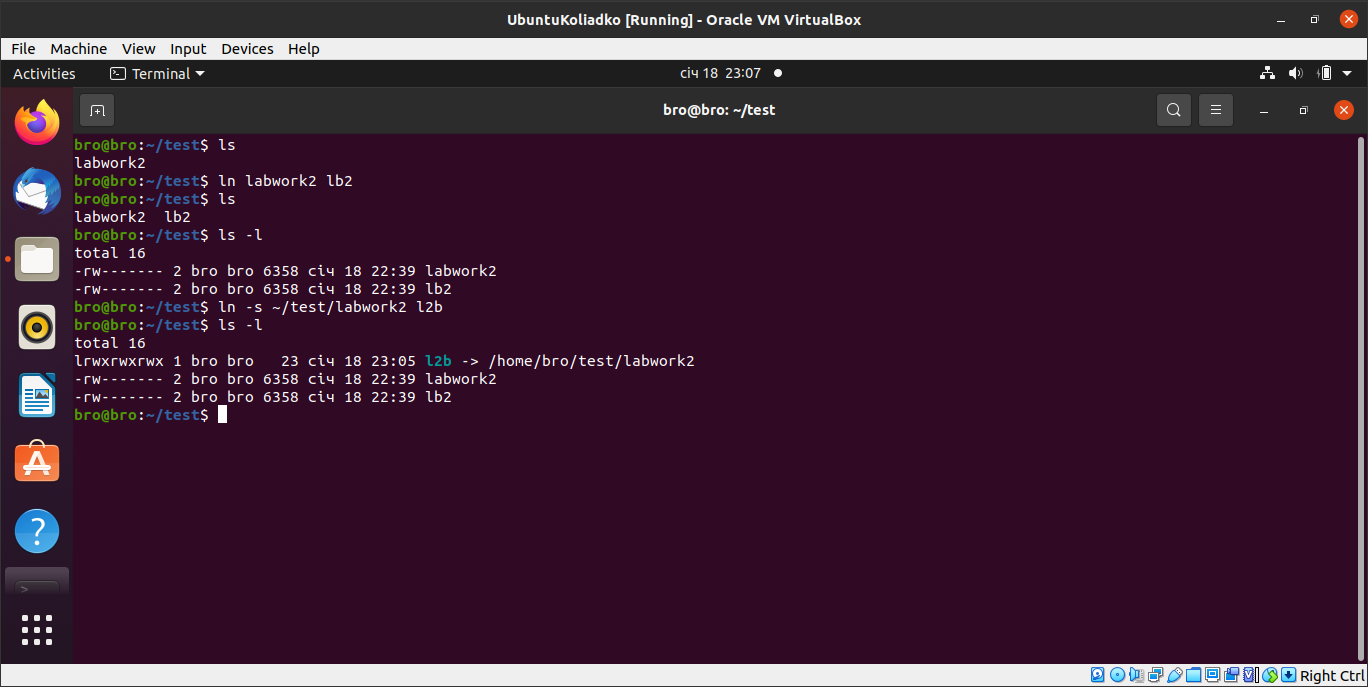 UbuntuKoliadko [Running] - Oracle VM VirtualBox
File Machine View Input Devices Help
Activities Terminal січ 18 23:07
bro@bro: ~/test
bro@bro:~/test$ ls
labwork2
bro@bro:~/test$ ln labwork2 lb2
bro@bro:~/test$ ls
labwork2  lb2
bro@bro:~/test$ ls -l
total 16
-rw------- 2 bro bro 6358 січ 18 22:39 labwork2
-rw------- 2 bro bro 6358 січ 18 22:39 lb2
bro@bro:~/test$ ln -s ~/test/labwork2 l2b
bro@bro:~/test$ ls -l
total 16
lrwxrwxrwx 1 bro bro   23 січ 18 23:05 l2b -> /home/bro/test/labwork2
-rw------- 2 bro bro 6358 січ 18 22:39 labwork2
-rw------- 2 bro bro 6358 січ 18 22:39 lb2
bro@bro:~/test$
Right Ctrl